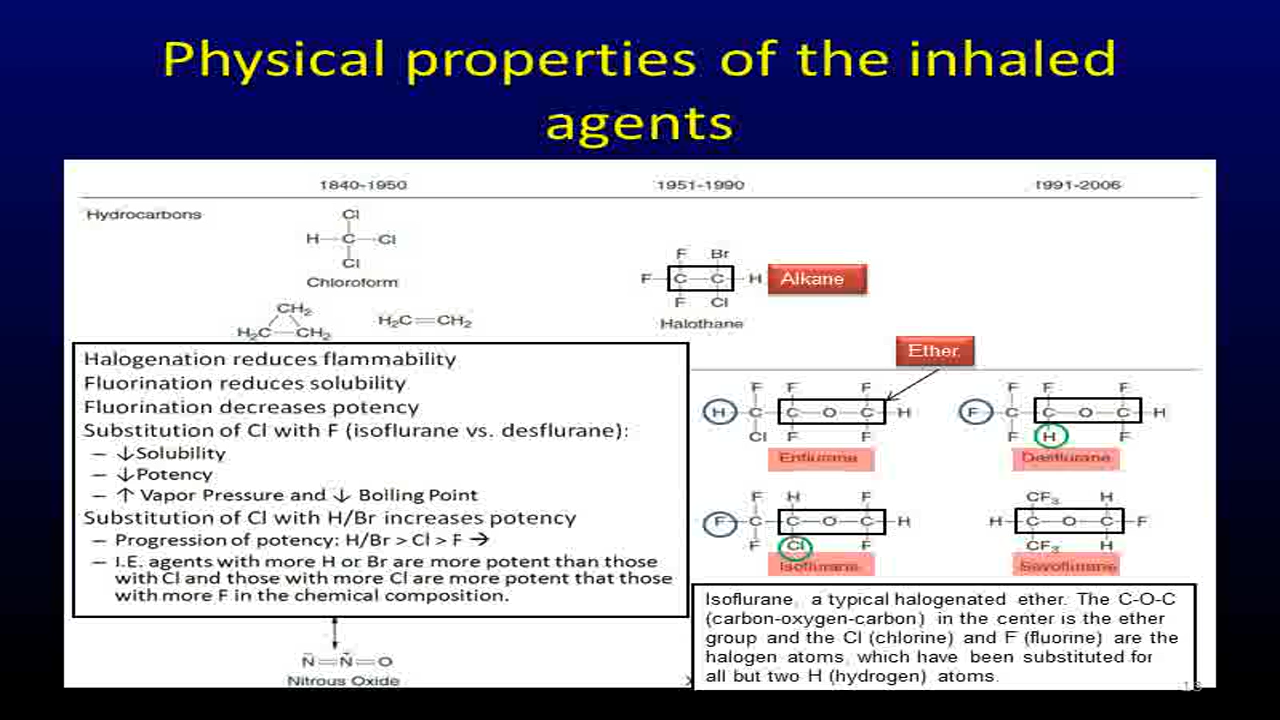 Physical properties of the inhaled
agents
1840-1950 1951-1990 1991-2006
Hydrocarbons
Cl
H C Cl
Cl
Chloroform
CH2
H2C CH2
H2C=CH2
F Br
F C C H
F Cl
Halothane
Alkane
Ether.
Halogenation reduces flammability
Fluorination reduces solubility
Fluorination decreases potency
Substitution of Cl with F (isoflurane vs. desflurane):
– ↓Solubility
– ↓Potency
– ↑ Vapor Pressure and ↓ Boiling Point
Substitution of Cl with H/Br increases potency
– Progression of potency: H/Br > Cl > F →
– I.E. agents with more H or Br are more potent than those
with Cl and those with more Cl are more potent that those
with more F in the chemical composition.
F F F
H C C O C H
Cl F F
Enflurane
F F F
F C C O C H
F H F
Desflurane
F H F
F C C O C H
F Cl F
Isoflurane
CF3 H
H C O C F
CF3 H
Sevoflurane
N=N=O
Nitrous Oxide
Isoflurane, a typical halogenated ether. The C-O-C
(carbon-oxygen-carbon) in the center is the ether
group and the Cl (chlorine) and F (fluorine) are the
halogen atoms, which have been substituted for
all but two H (hydrogen) atoms.